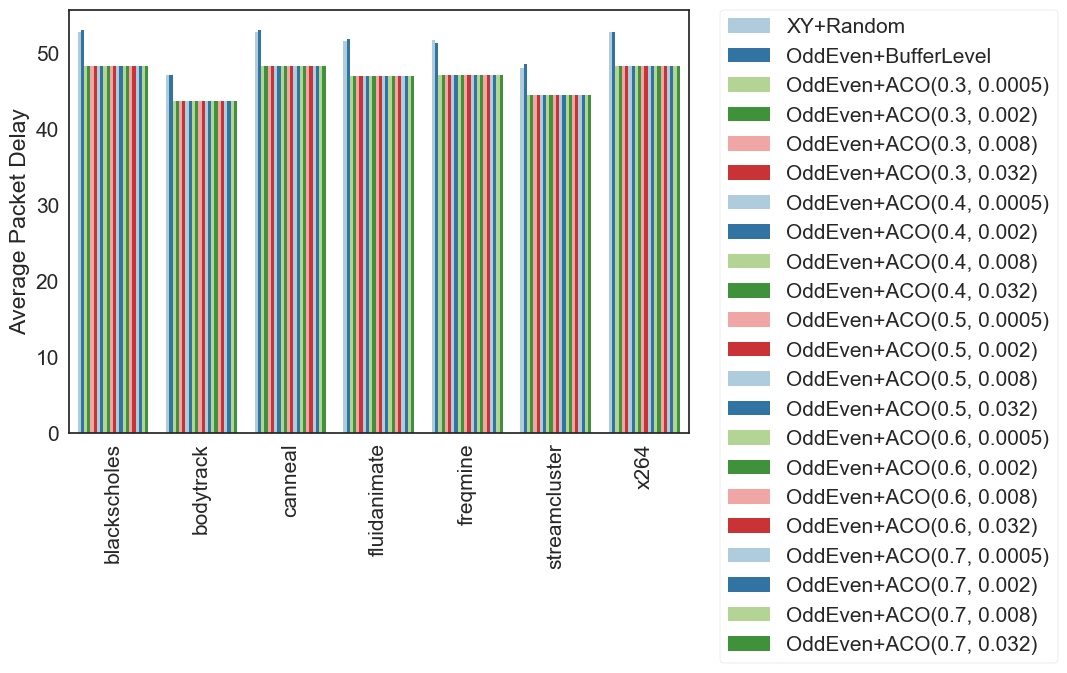 Average Packet Delay
50
40
30
20
10
0
blackscholes
bodytrack
canneal
fluidanimate
freqmine
streamcluster
x264
XY+Random
OddEven+BufferLevel
OddEven+ACO(0.3, 0.0005)
OddEven+ACO(0.3, 0.002)
OddEven+ACO(0.3, 0.008)
OddEven+ACO(0.3, 0.032)
OddEven+ACO(0.4, 0.0005)
OddEven+ACO(0.4, 0.002)
OddEven+ACO(0.4, 0.008)
OddEven+ACO(0.4, 0.032)
OddEven+ACO(0.5, 0.0005)
OddEven+ACO(0.5, 0.002)
OddEven+ACO(0.5, 0.008)
OddEven+ACO(0.5, 0.032)
OddEven+ACO(0.6, 0.0005)
OddEven+ACO(0.6, 0.002)
OddEven+ACO(0.6, 0.008)
OddEven+ACO(0.6, 0.032)
OddEven+ACO(0.7, 0.0005)
OddEven+ACO(0.7, 0.002)
OddEven+ACO(0.7, 0.008)
OddEven+ACO(0.7, 0.032)